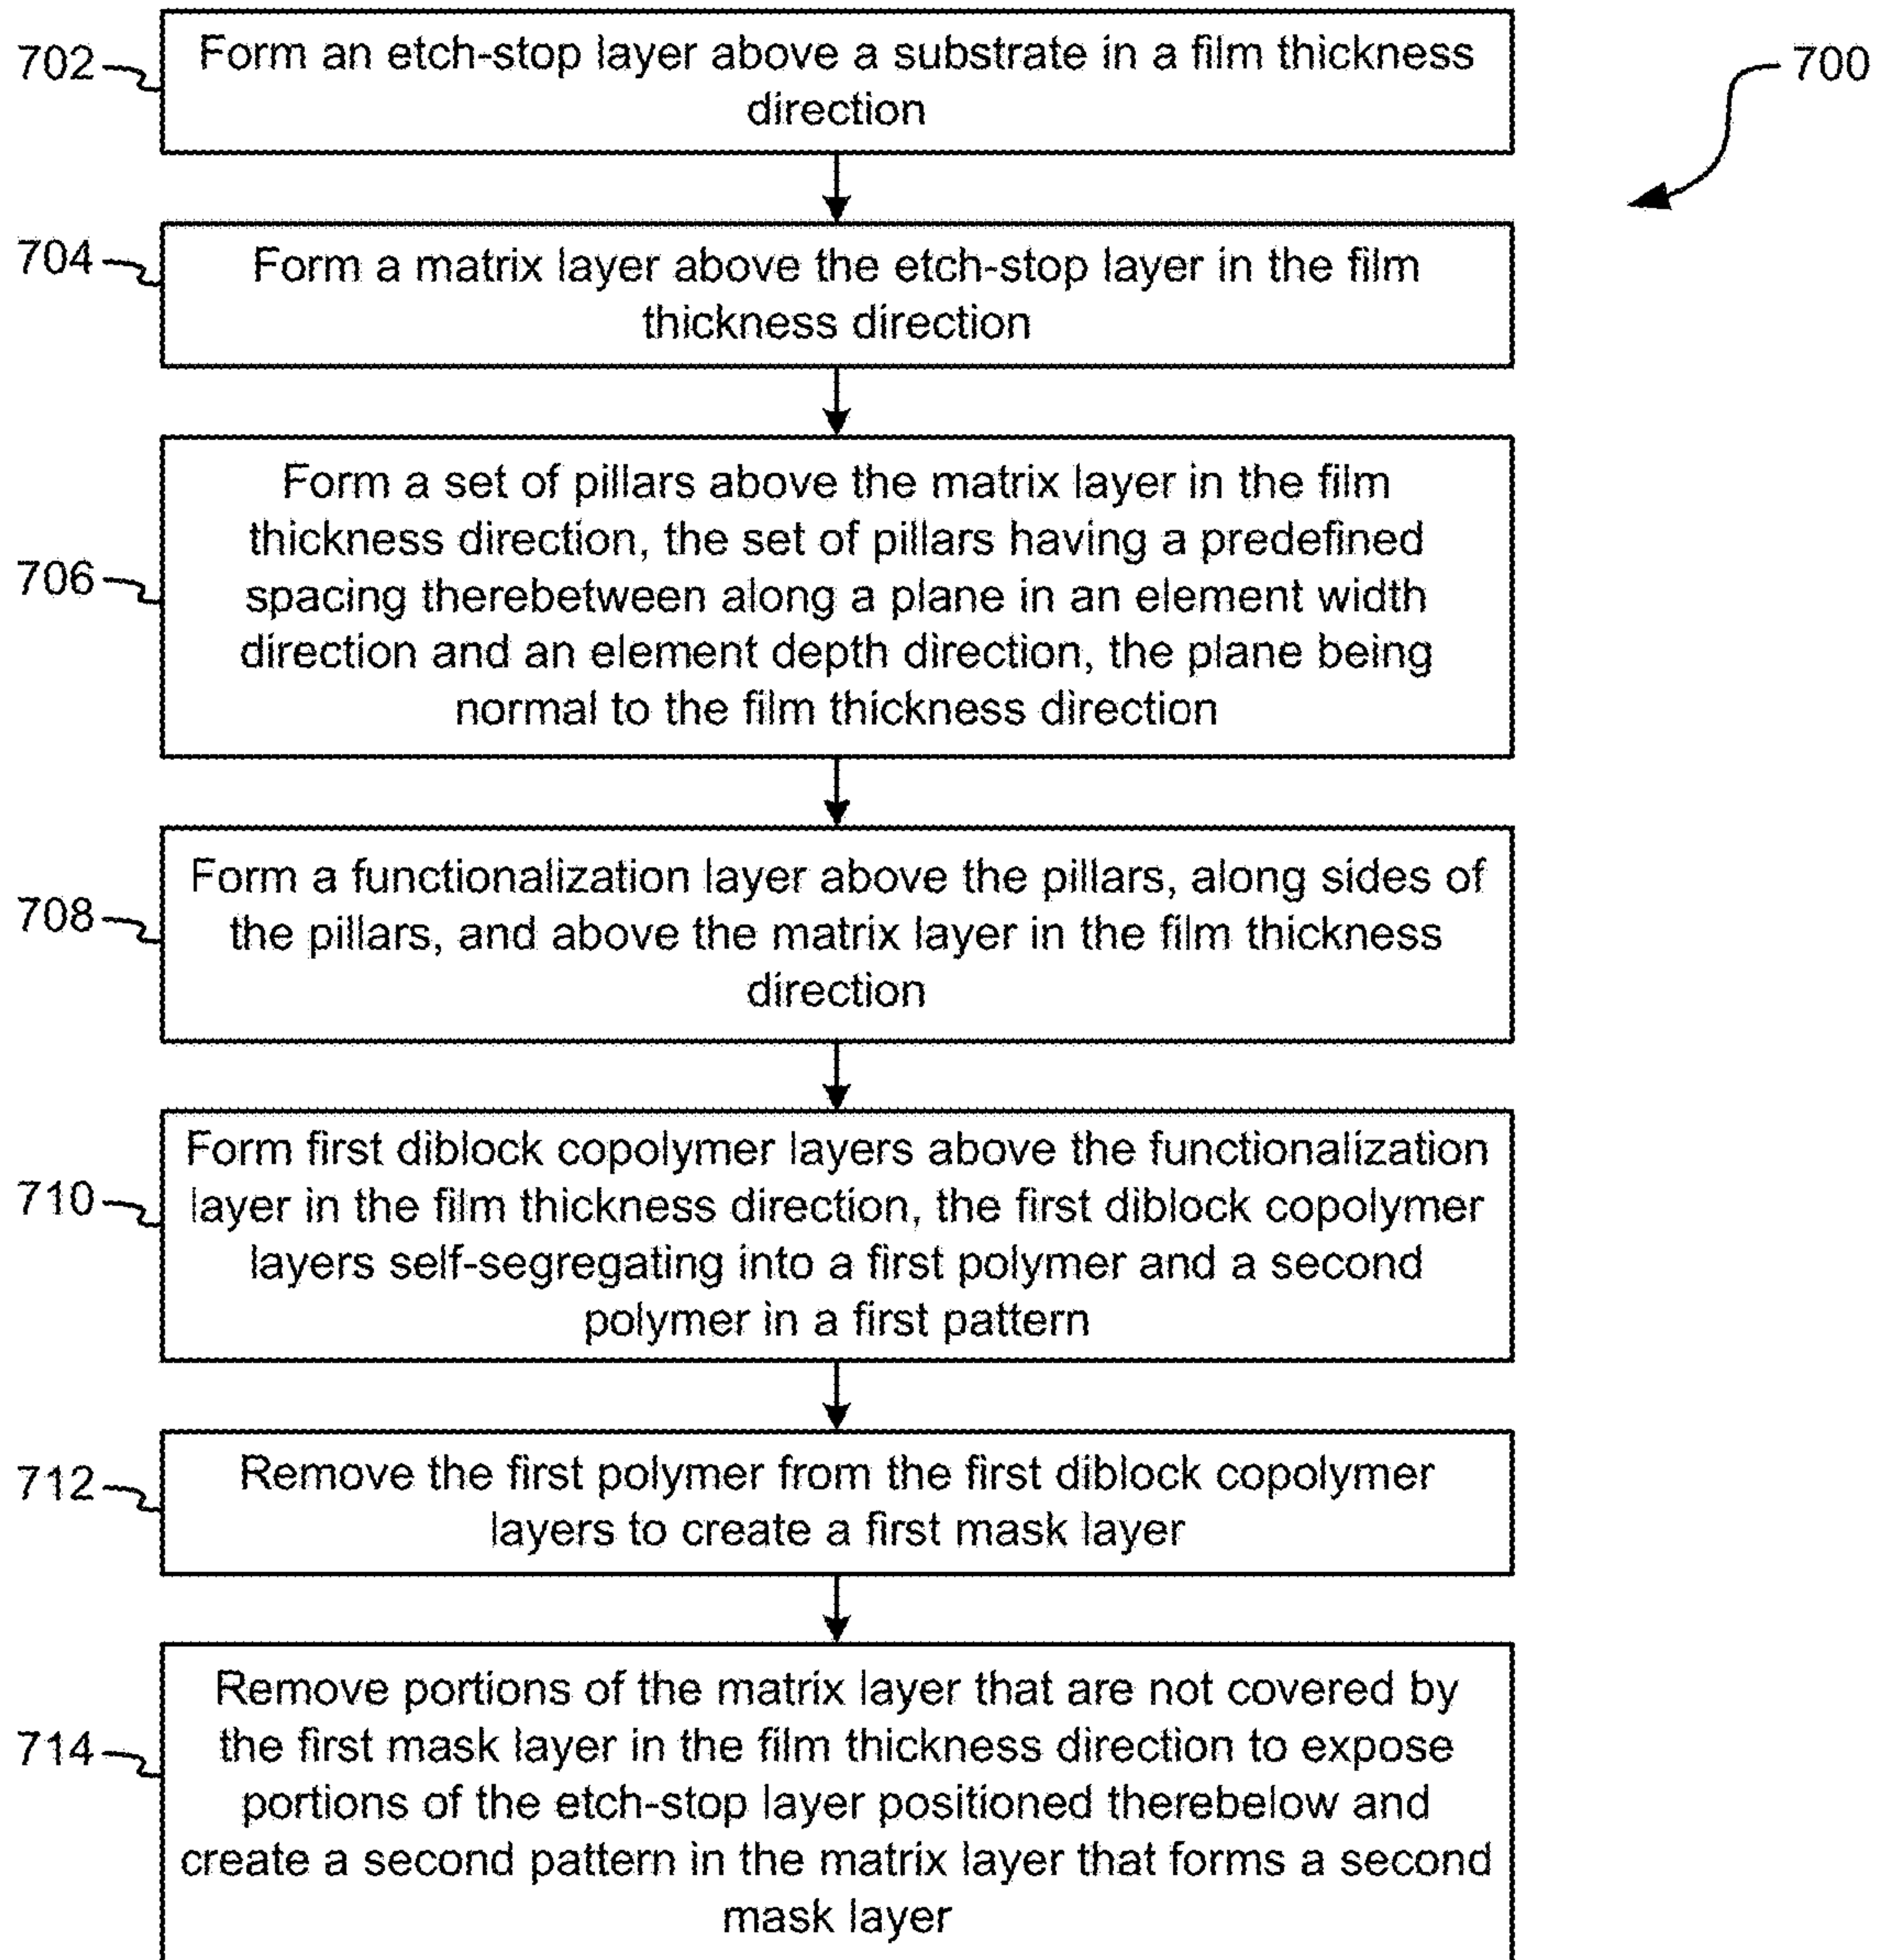 702
Form an etch-stop layer above a substrate in a film thickness
direction
700
704
Form a matrix layer above the etch-stop layer in the film
thickness direction
706
Form a set of pillars above the matrix layer in the film
thickness direction, the set of pillars having a predefined
spacing therebetween along a plane in an element width
direction and an element depth direction, the plane being
normal to the film thickness direction
708
Form a functionalization layer above the pillars, along sides of
the pillars, and above the matrix layer in the film thickness
direction
710
Form first diblock copolymer layers above the functionalization
layer in the film thickness direction, the first diblock copolymer
layers self-segregating into a first polymer and a second
polymer in a first pattern
712
Remove the first polymer from the first diblock copolymer
layers to create a first mask layer
714
Remove portions of the matrix layer that are not covered by
the first mask layer in the film thickness direction to expose
portions of the etch-stop layer positioned therebelow and
create a second pattern in the matrix layer that forms a second
mask layer